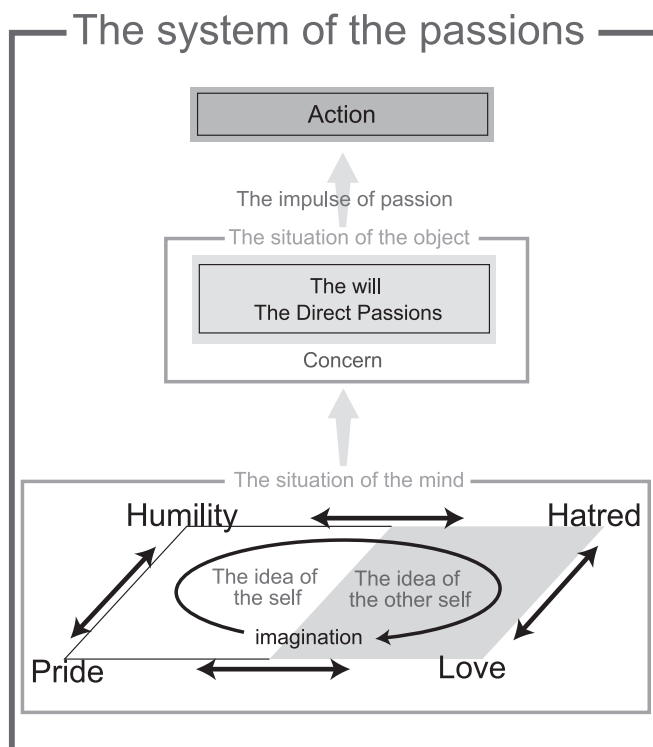 The system of the passions
Action
The impulse of passion
The situation of the object
The will
The Direct Passions
Concern
The situation of the mind
Humility
Hatred
The idea of
the self
The idea of
the other self
imagination
Pride
Love